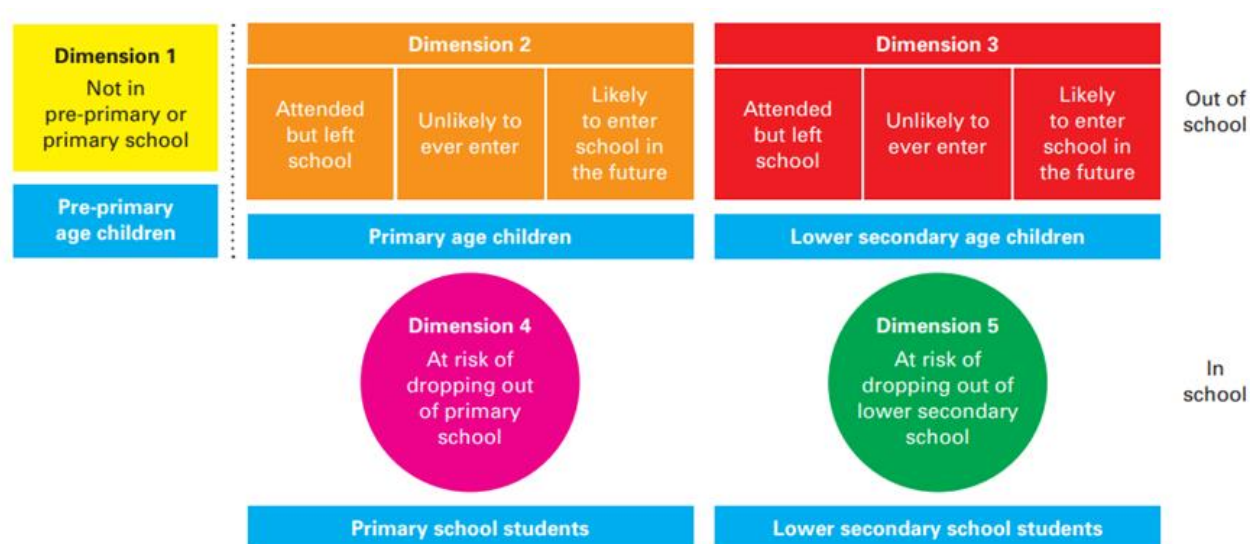 Dimension 1
Not in
pre-primary or
primary school
Pre-primary
age children
Dimension 2
Attended
but left
school
Unlikely to
ever enter
Likely
to enter
school in
the future
Primary age children
Dimension 3
Attended
but left
school
Unlikely to
ever enter
Likely
to enter
school in
the future
Lower secondary age children
Out of
school
Dimension 4
At risk of
dropping out
of primary
school
Primary school students
Dimension 5
At risk of
dropping out of
lower secondary
school
Lower secondary school students
In
school